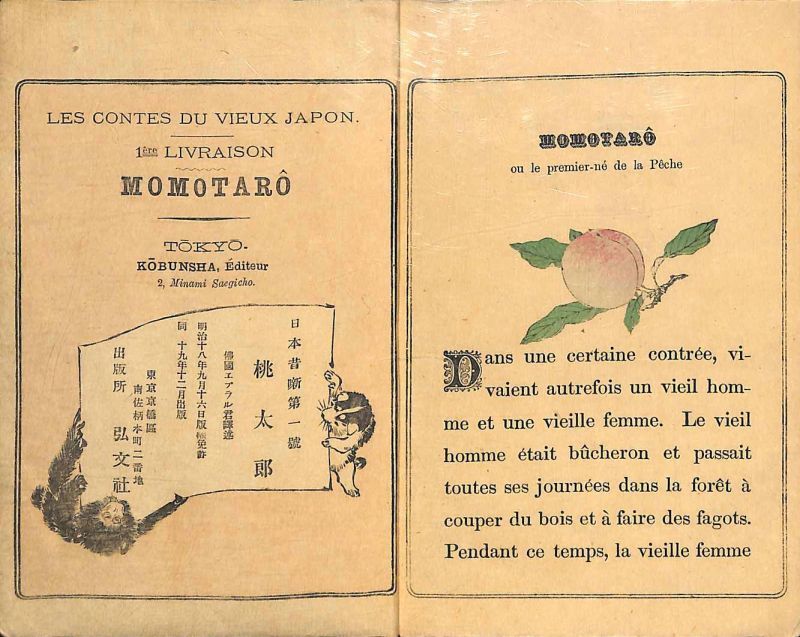 LES CONTES DU VIEUX JAPON.
1ère LIVRAISON
MOMOTARÔ
TŌKYŌ.
KŌBUNSHA, Éditeur
2, Minami Saegicho.
日本昔噺第一號
桃太郎
佛國エアラル君譯述
明治十八年九月十六日版權免許
同 十九年十二月出版
東京京橋區
南佐柄木町二番地
出版所 弘文社
MOMOTARÔ
ou le premier-né de la Pêche
Dans une certaine contrée, vi-
vaient autrefois un vieil hom-
me et une vieille femme. Le vieil
homme était bûcheron et passait
toutes ses journées dans la forêt à
couper du bois et à faire des fagots.
Pendant ce temps, la vieille femme